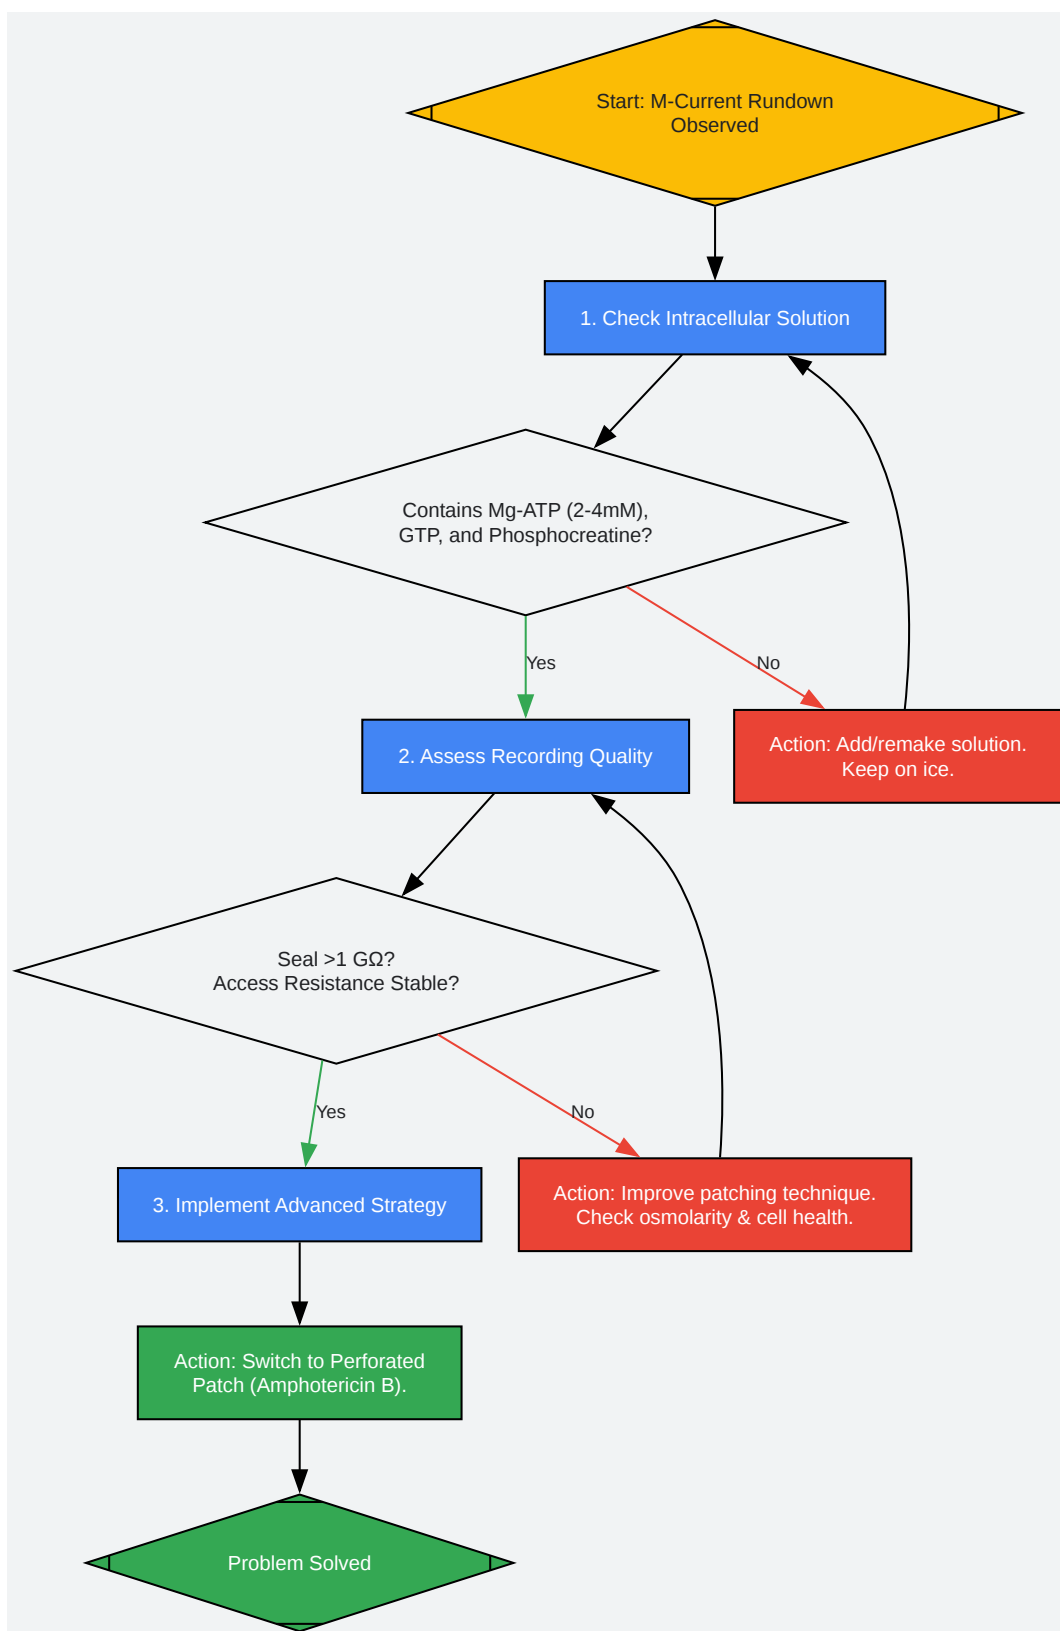 Start: M-Current Rundown
Observed
1. Check Intracellular Solution
Contains Mg-ATP (2-4mM),
GTP, and Phosphocreatine?
Yes
No
2. Assess Recording Quality
Action: Add/remake solution.
Keep on ice.
Seal >1 GΩ?
Access Resistance Stable?
Yes
No
3. Implement Advanced Strategy
Action: Improve patching technique.
Check osmolarity & cell health.
Action: Switch to Perforated
Patch (Amphotericin B).
Problem Solved